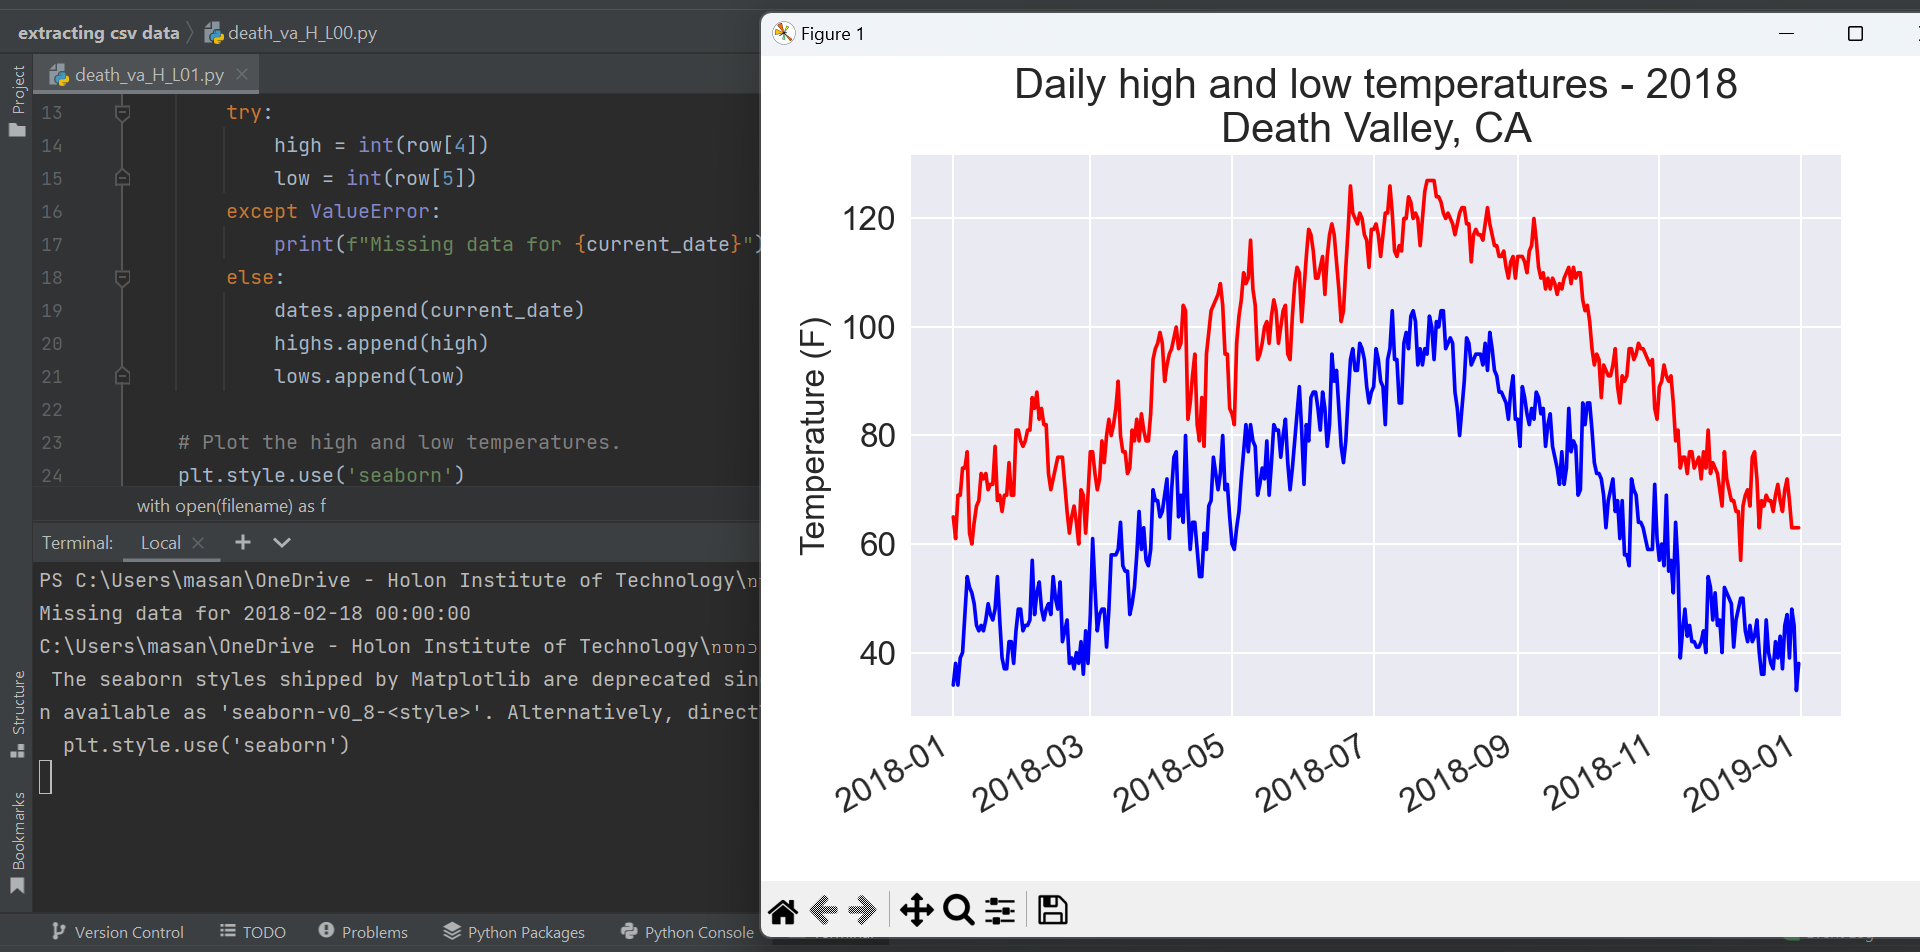 extracting csv data
death_va_H_L00.py
death_va_H_L01.py
Project
13 try:
14 high = int(row[4])
15 low = int(row[5])
16 except ValueError:
17 print(f"Missing data for {current_date}")
18 else:
19 dates.append(current_date)
20 highs.append(high)
21 lows.append(low)
22
23 # Plot the high and low temperatures.
24 plt.style.use('seaborn')
with open(filename) as f
Terminal: Local
PS C:\Users\masan\OneDrive - Holon Institute of Technology\
Missing data for 2018-02-18 00:00:00
C:\Users\masan\OneDrive - Holon Institute of Technology\
The seaborn styles shipped by Matplotlib are deprecated sin
n available as 'seaborn-v0_8-<style>'. Alternatively, direct
plt.style.use('seaborn')
Structure
Bookmarks
Version Control
TODO
Problems
Python Packages
Python Console
Figure 1
Daily high and low temperatures - 2018
Death Valley, CA
Temperature (F)
120
100
80
60
40
2018-01
2018-03
2018-05
2018-07
2018-09
2018-11
2019-01